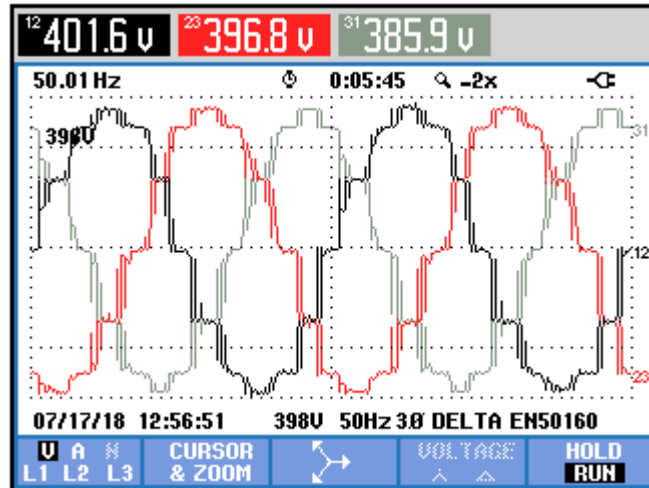 12 401.6 V 23 396.8 V 31 385.9 V
50.01 Hz 0:05:45 -2x
398V
31
12
23
07/17/18 12:56:51 398V 50Hz 3Ø DELTA EN50160
V A CURSOR VOLTAGE HOLD
L1 L2 L3 & ZOOM RUN